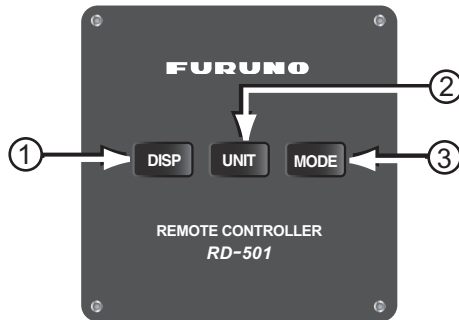 FURUNO
②
①
DISP UNIT MODE
③
REMOTE CONTROLLER
RD-501